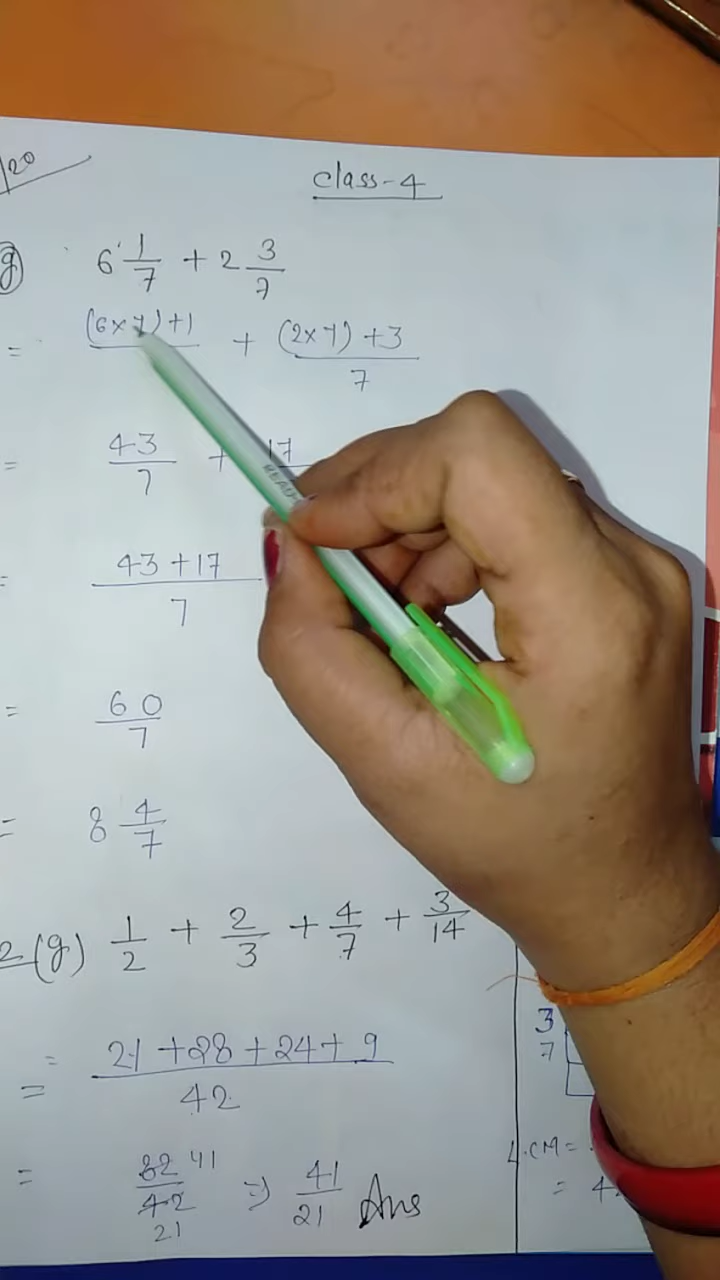 /20
Class-4
g) 6 1/7 + 2 3/7
= (6×7)+1 + (2×7)+3/7
= 43/7 + 17
= 43+17/7
= 60/7
= 8 4/7
2(g) 1/2 + 2/3 + 4/7 + 3/14
= 21+28+24+9/42
= 82 41/42 21 => 41/21 Ans
3
7
L.CM =
= 4